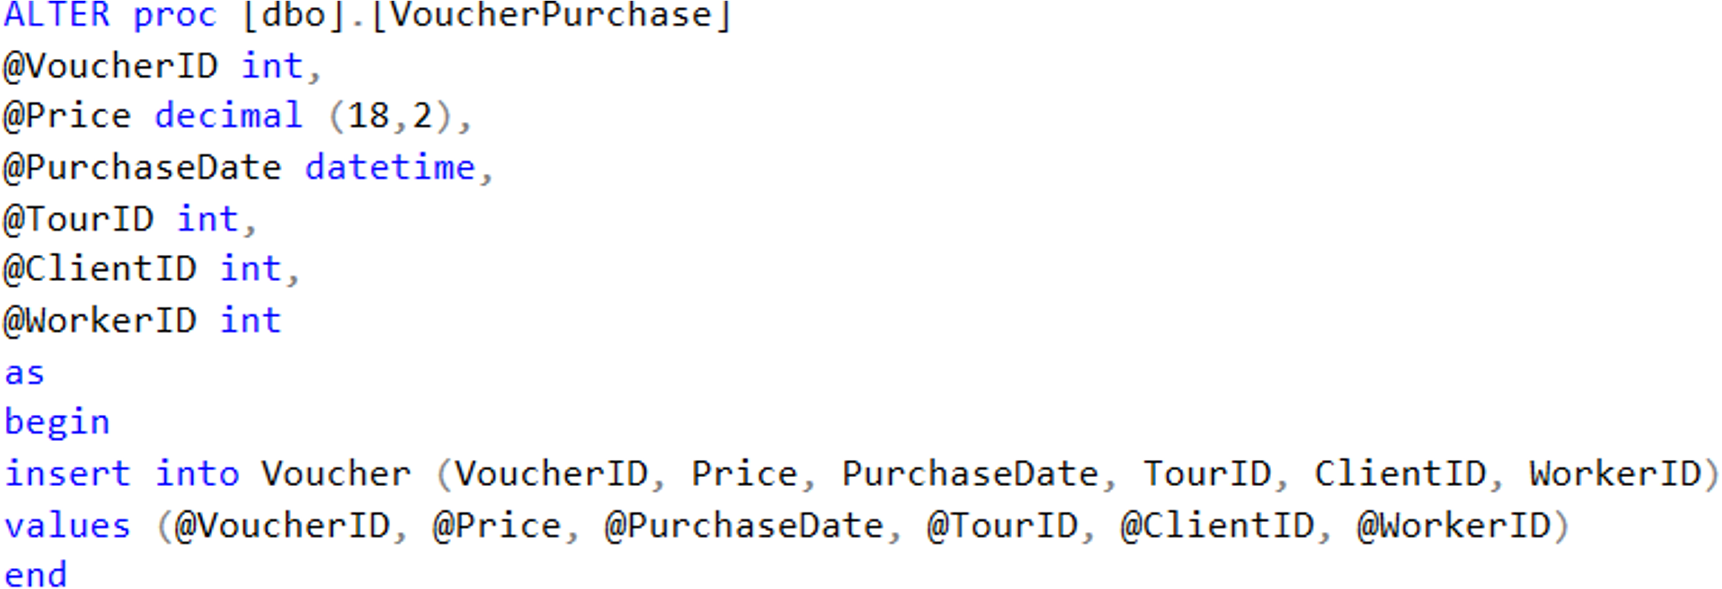 ALTER proc [dbo].[VoucherPurchase]
@VoucherID int,
@Price decimal (18,2),
@PurchaseDate datetime,
@TourID int,
@ClientID int,
@WorkerID int
as
begin
insert into Voucher (VoucherID, Price, PurchaseDate, TourID, ClientID, WorkerID)
values (@VoucherID, @Price, @PurchaseDate, @TourID, @ClientID, @WorkerID)
end